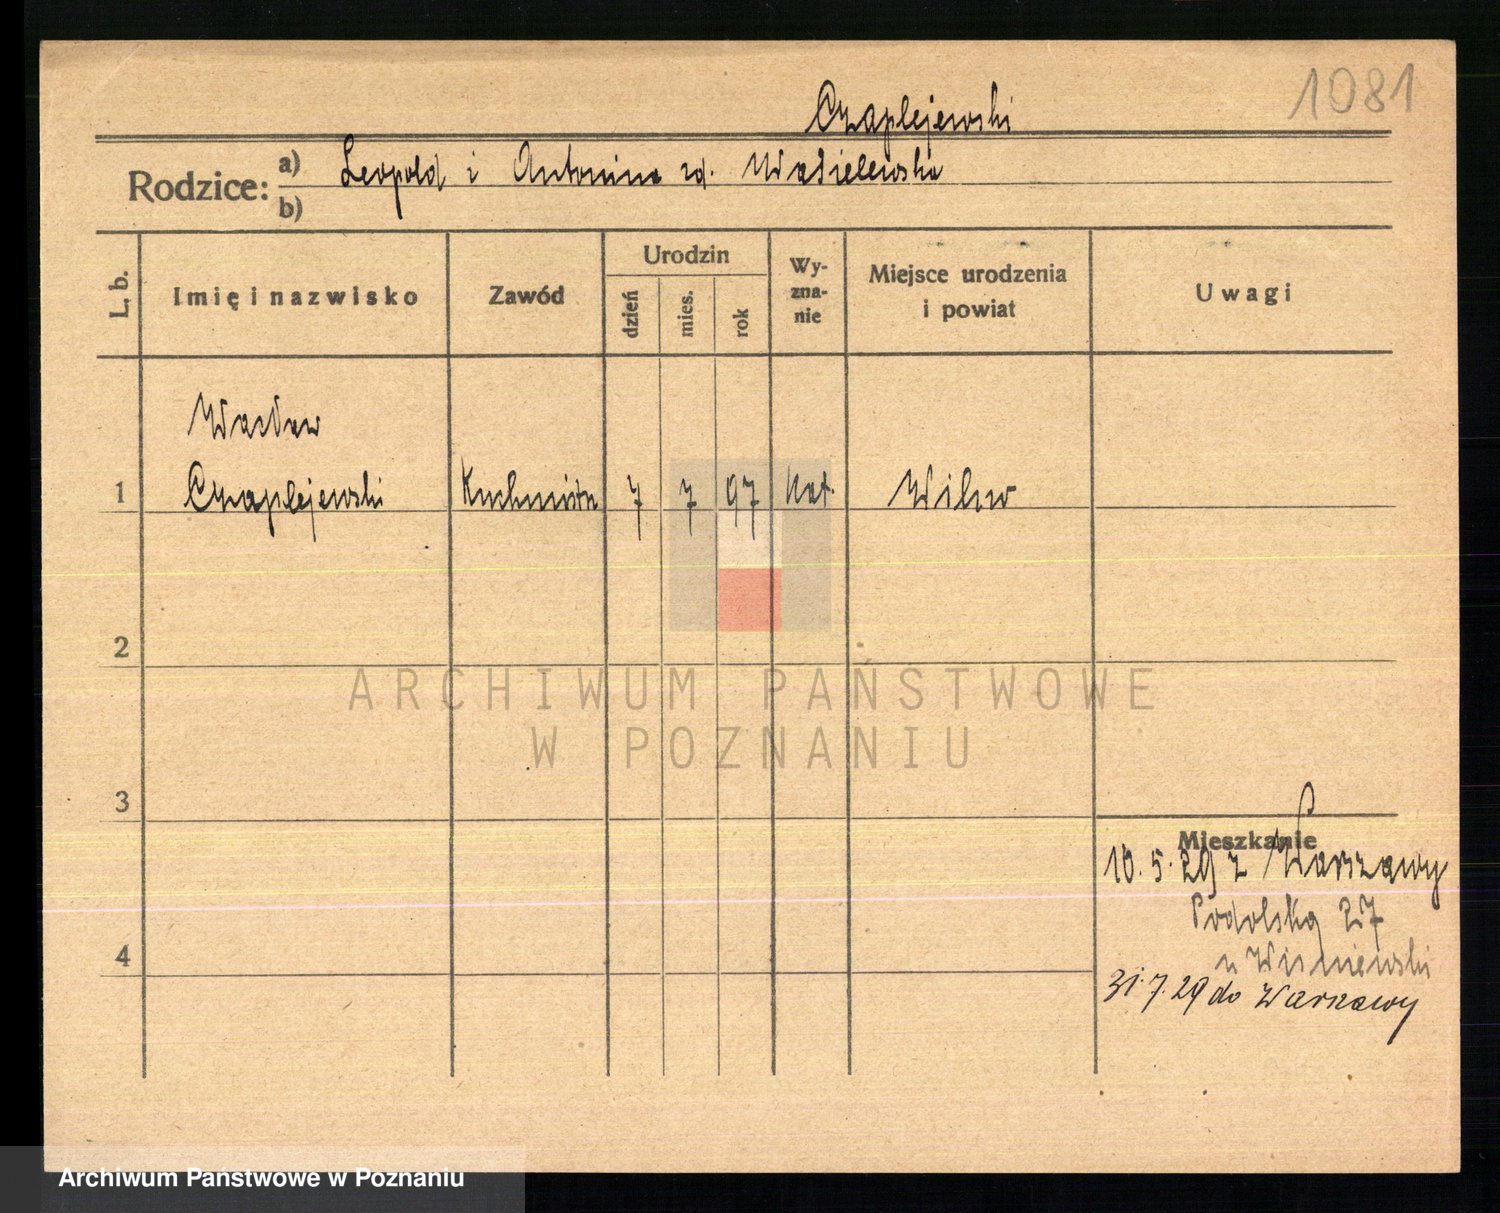 1081
Czaplejewski
Rodzice: a) Leopold i Antonina zd. Wasielewska
b)
L. b.
Imię i nazwisko
Zawód
Urodzin
dzień
mies.
rok
Wy-
zna-
nie
Miejsce urodzenia
i powiat
Uwagi
Wacław
1 Czaplejewski Kuchmistrz 7 7 97 kat. Wilno
2
ARCHIWUM PAŃSTWOWE
W POZNANIU
3
Mieszkanie
10.5.29 z Warszawy
Podolska 27
u Wiśniewski
4
31.7.29 do Warszawy
Archiwum Państwowe w Poznaniu